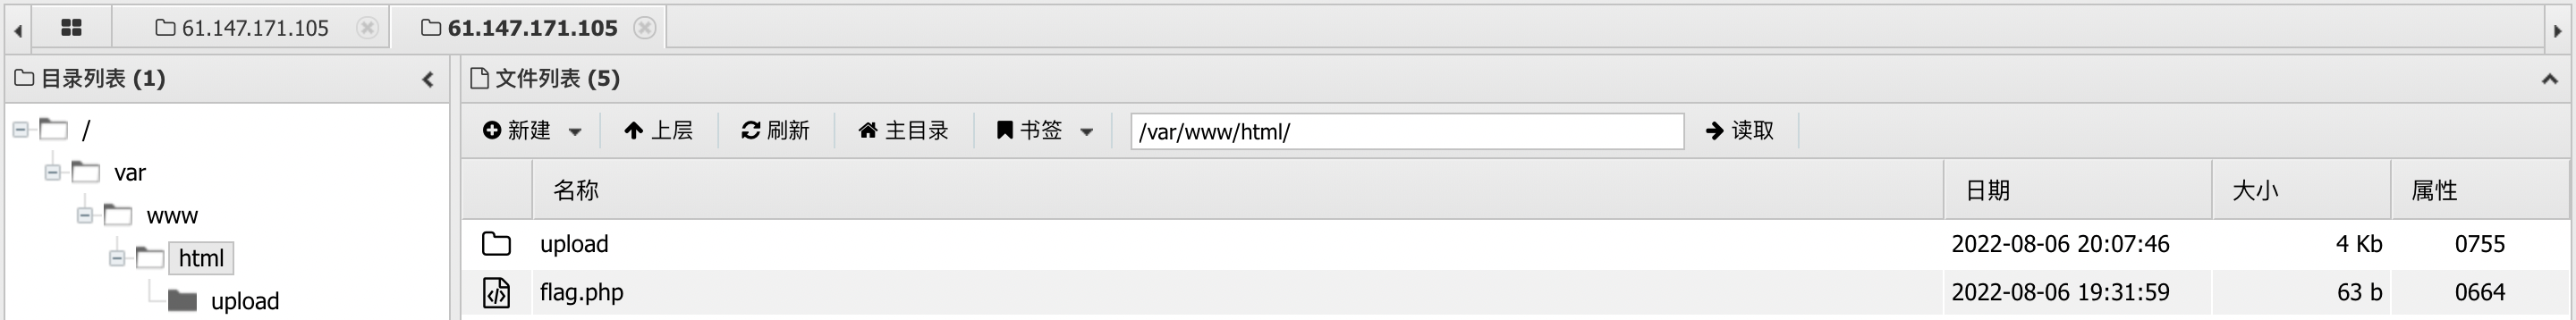 61.147.171.105 61.147.171.105
目录列表 (1)
/
var
www
html
upload
文件列表 (5)
新建 上层 刷新 主目录 书签 /var/www/html/ 读取
名称 日期 大小 属性
upload 2022-08-06 20:07:46 4 Kb 0755
flag.php 2022-08-06 19:31:59 63 b 0664